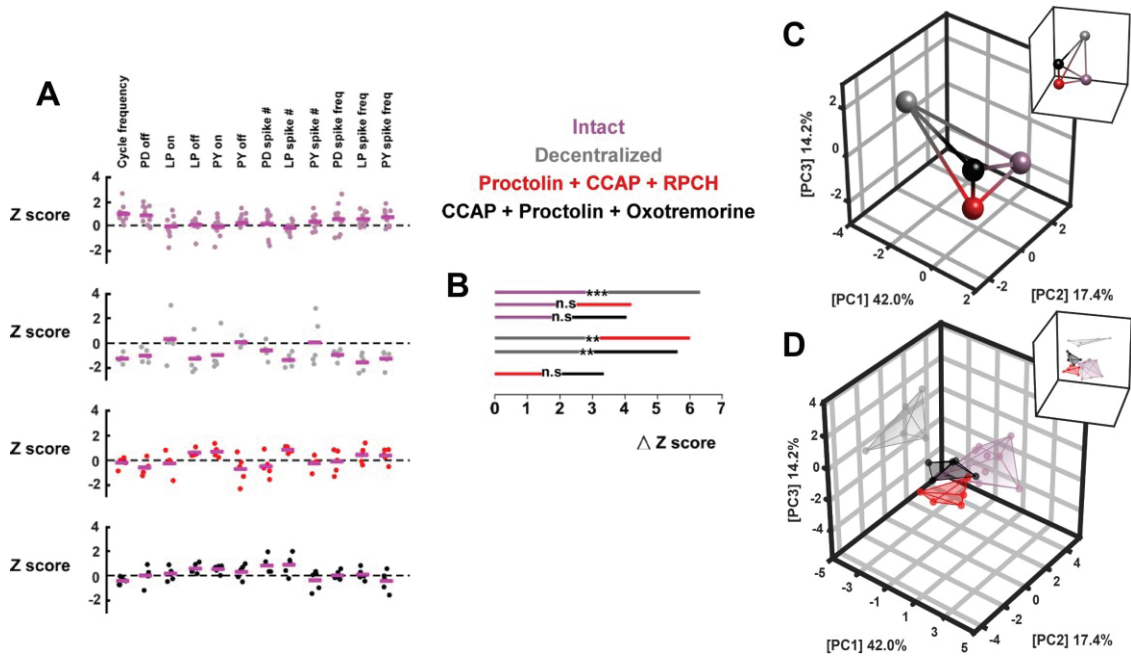 A
Cycle frequency
PD off
LP on
LP off
PY on
PY off
PD spike #
LP spike #
PY spike #
PD spike freq
LP spike freq
PY spike freq
Z score
4
2
0
-2
Z score
4
2
0
-2
Z score
4
2
0
-2
Z score
4
2
0
-2
Intact
Decentralized
Proctolin + CCAP + RPCH
CCAP + Proctolin + Oxotremorine
B
***
n.s
n.s
**
**
n.s
0 1 2 3 4 5 6 7
△ Z score
C
[PC3] 14.2%
2
0
-2
-4
-2
0
2
-2
0
2
[PC1] 42.0%
[PC2] 17.4%
D
[PC3] 14.2%
4
2
0
-2
-4
-5
-3
-1
1
3
5
-4
-2
0
2
4
[PC1] 42.0%
[PC2] 17.4%